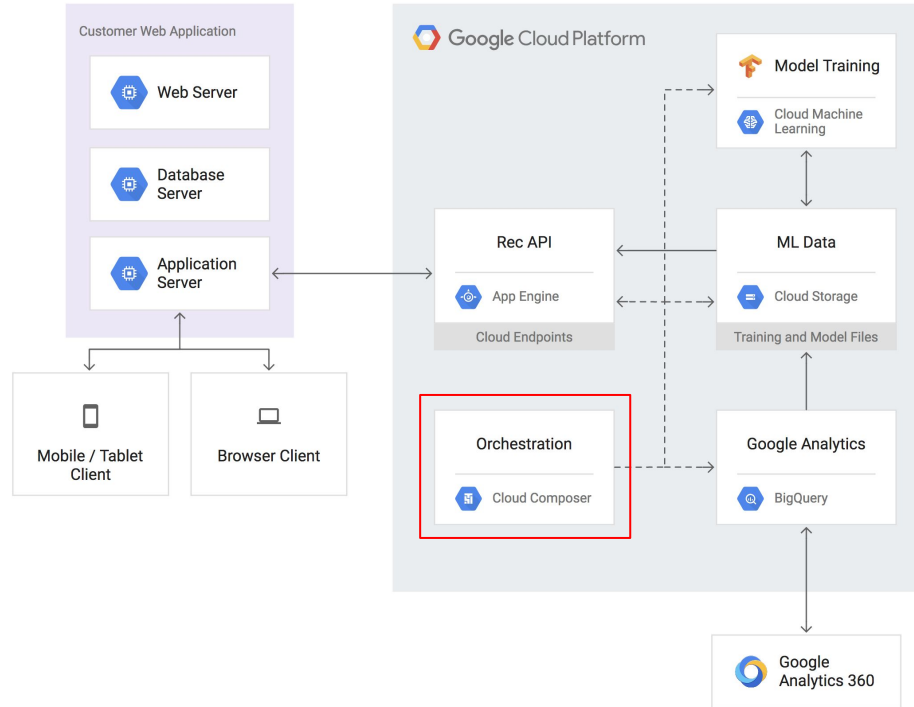 Customer Web Application
Web Server
Database
Server
Application
Server
Mobile / Tablet
Client
Browser Client
Google Cloud Platform
Model Training
Cloud Machine
Learning
Rec API
App Engine
Cloud Endpoints
ML Data
Cloud Storage
Training and Model Files
Orchestration
Cloud Composer
Google Analytics
BigQuery
Google
Analytics 360